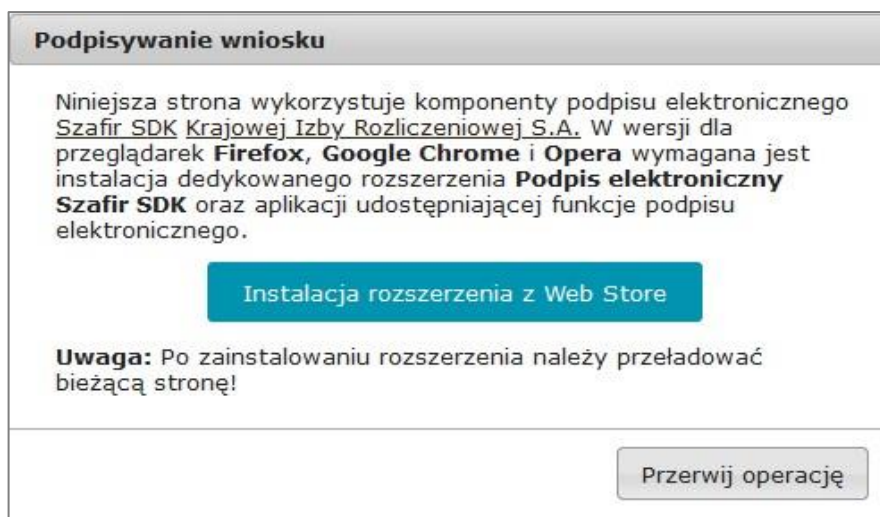 Podpisywanie wniosku
Niniejsza strona wykorzystuje komponenty podpisu elektronicznego
Szafir SDK Krajowej Izby Rozliczeniowej S.A. W wersji dla
przeglądarek Firefox, Google Chrome i Opera wymagana jest
instalacja dedykowanego rozszerzenia Podpis elektroniczny
Szafir SDK oraz aplikacji udostępniającej funkcje podpisu
elektronicznego.
Instalacja rozszerzenia z Web Store
Uwaga: Po zainstalowaniu rozszerzenia należy przeładować
bieżącą stronę!
Przerwij operację